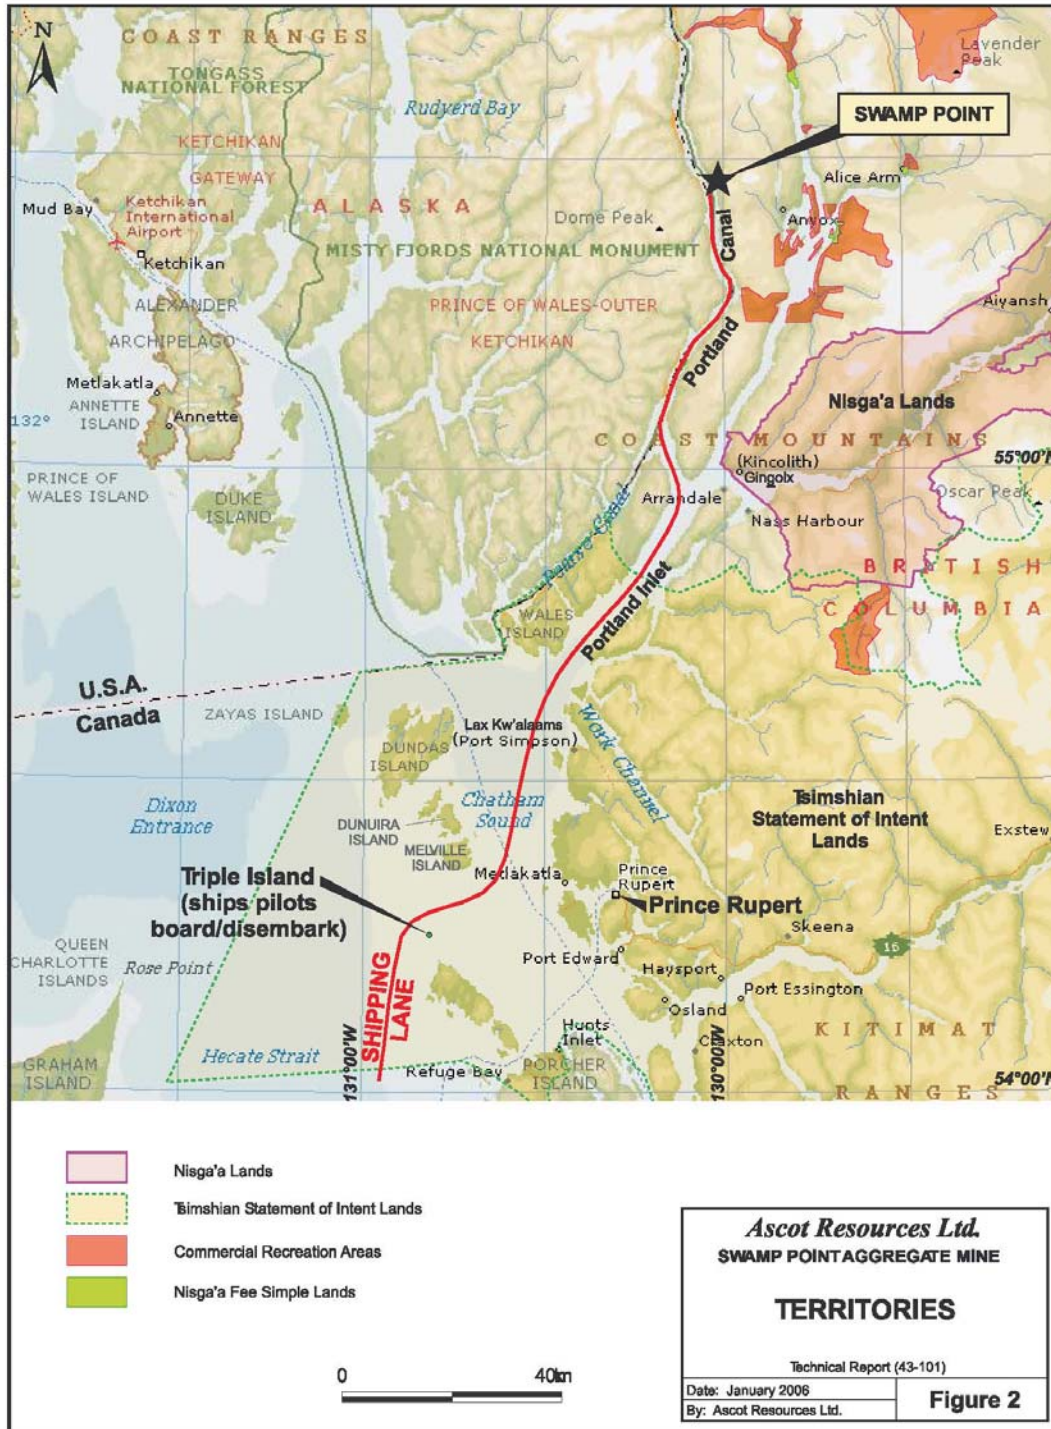 N
COAST RANGES
TONGASS
NATIONAL FOREST
Rudyerd Bay
Lavender
Peak
SWAMP POINT
KETCHIKAN
GATEWAY
ALASKA
Mud Bay
Ketchikan
International
Airport
Ketchikan
Alice Arm
Anyox
Dome Peak
Canal
MISTY FJORDS NATIONAL MONUMENT
ALEXANDER
ARCHIPELAGO
PRINCE OF WALES-OUTER
KETCHIKAN
Aiyansh
Portland
Metlakatla
ANNETTE
ISLAND
Annette
132°
Nisga'a Lands
COAST MOUNTAINS
55°00'N
(Kincolith)
Gingolx
PRINCE OF
WALES ISLAND
DUKE
ISLAND
Arrandale
Oscar Peak
Nass Harbour
Pearse Canal
BRITISH
COLUMBIA
WALES
ISLAND
Portland Inlet
U.S.A.
Canada
ZAYAS ISLAND
Lax Kw'alaams
(Port Simpson)
DUNDAS
ISLAND
Work Channel
Dixon
Entrance
Chatham
Sound
DUNUIRA
ISLAND
MELVILLE
ISLAND
Tsimshian
Statement of Intent
Lands
Exstew
Triple Island
(ships pilots
board/disembark)
Metlakatla
Prince
Rupert
Prince Rupert
Skeena
16
QUEEN
CHARLOTTE
ISLANDS
Rose Point
Port Edward
Haysport
Port Essington
Osland
SHIPPING
LANE
Hunts
Inlet
Claxton
KITIMAT
RANGES
Hecate Strait
GRAHAM
ISLAND
131°00'W
Refuge Bay
PORCHER
ISLAND
130°00'W
54°00'N
Nisga'a Lands
Tsimshian Statement of Intent Lands
Commercial Recreation Areas
Nisga'a Fee Simple Lands
0 40km
Ascot Resources Ltd.
SWAMP POINT AGGREGATE MINE
TERRITORIES
Technical Report (43-101)
Date: January 2006
By: Ascot Resources Ltd.
Figure 2